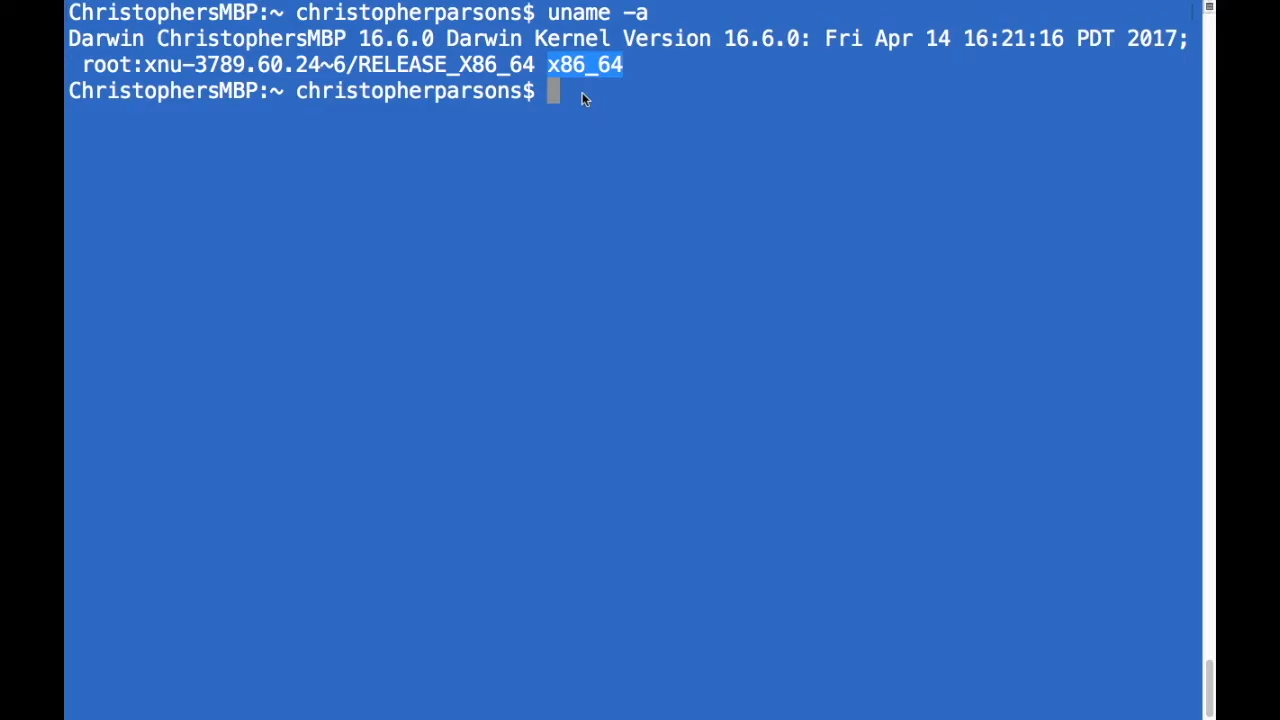 ChristophersMBP:~ christopherparsons$ uname -a
Darwin ChristophersMBP 16.6.0 Darwin Kernel Version 16.6.0: Fri Apr 14 16:21:16 PDT 2017;
root:xnu-3789.60.24~6/RELEASE_X86_64 x86_64
ChristophersMBP:~ christopherparsons$